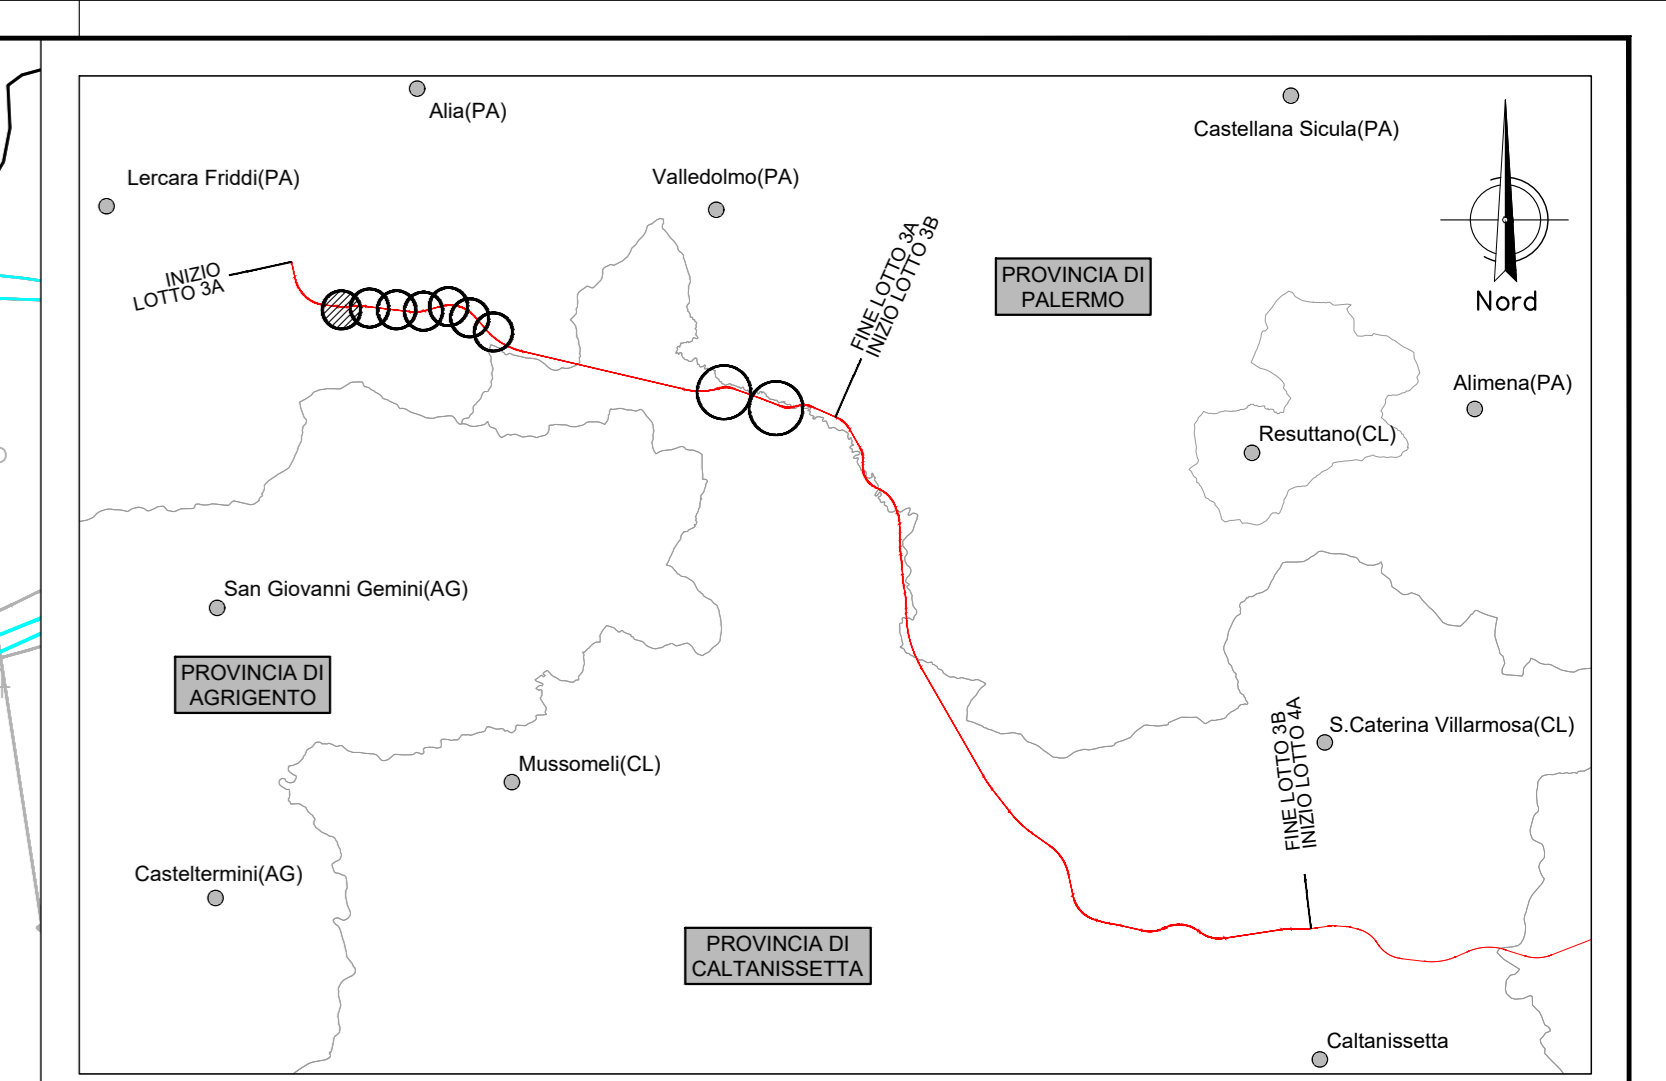 Alia(PA)
Castellana Sicula(PA)
Lercara Friddi(PA)
Valledolmo(PA)
INIZIO
LOTTO 3A
FINE LOTTO 3A
INIZIO LOTTO 3B
PROVINCIA DI
PALERMO
Nord
Alimena(PA)
Resuttano(CL)
San Giovanni Gemini(AG)
PROVINCIA DI
AGRIGENTO
FINE LOTTO 3B
INIZIO LOTTO 4A
S.Caterina Villarmosa(CL)
Mussomeli(CL)
Casteltermini(AG)
PROVINCIA DI
CALTANISSETTA
Caltanissetta